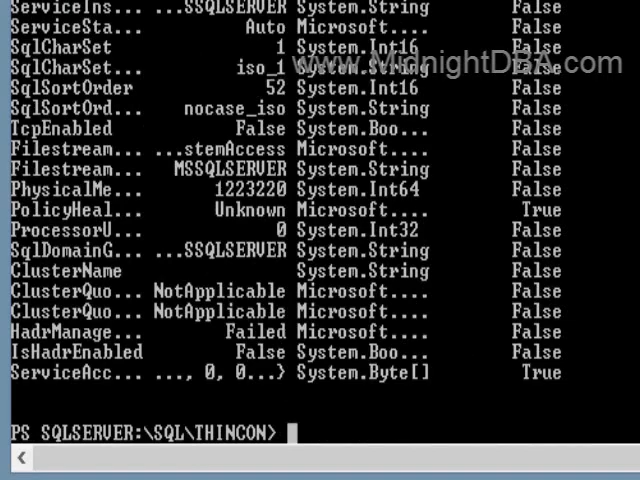 ServiceIns... ...SSQLSERVER System.String False
ServiceSta... Auto Microsoft.... False
SqlCharSet 1 System.Int16 False
www.MidnightDBA.com
SqlCharSet... iso_1 System.String False
SqlSortOrder 52 System.Int16 False
SqlSortOrd... nocase_iso System.String False
TcpEnabled False System.Boo... False
Filestream... ...stemAccess Microsoft.... False
Filestream... MSSQLSERVER System.String False
PhysicalMe... 1223220 System.Int64 False
PolicyHeal... Unknown Microsoft.... True
ProcessorU... 0 System.Int32 False
SqlDomainG... ...SSQLSERVER System.String False
ClusterName System.String False
ClusterQuo... NotApplicable Microsoft.... False
ClusterQuo... NotApplicable Microsoft.... False
HadrManage... Failed Microsoft.... False
IsHadrEnabled False System.Boo... False
ServiceAcc... ..., 0, 0...} System.Byte[] True
PS SQLSERVER:\SQL\THINCON>